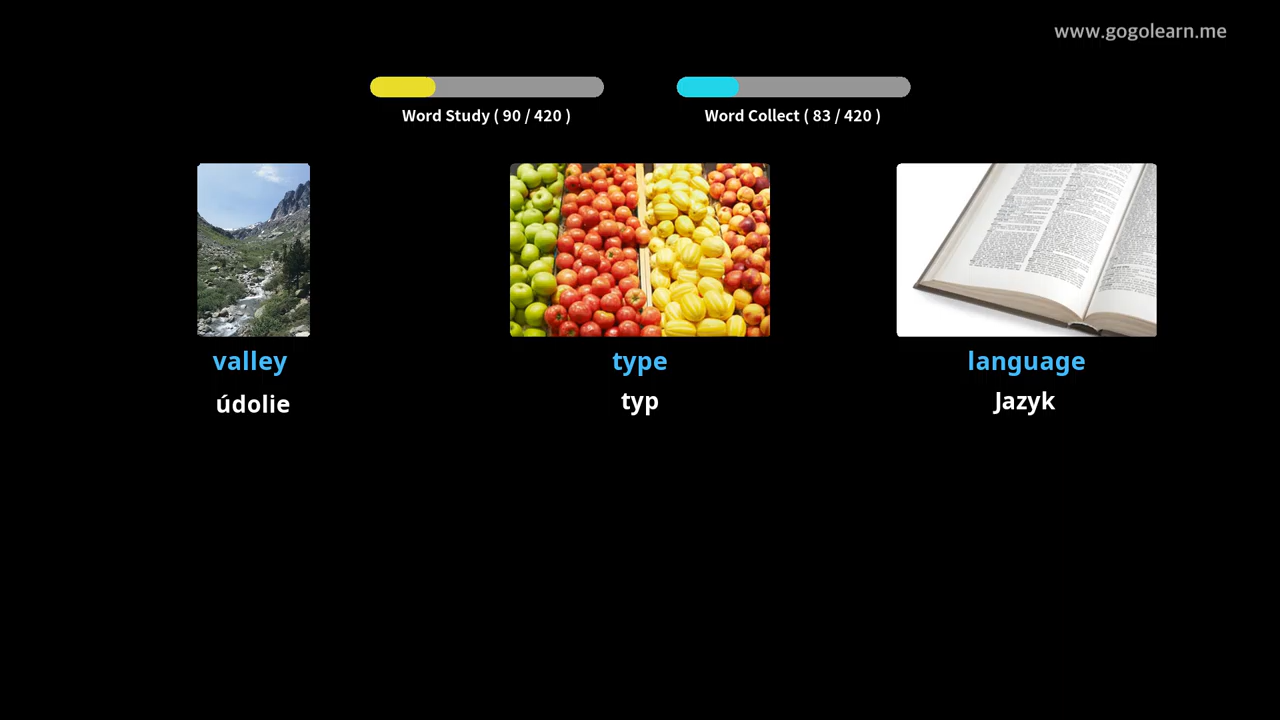 www.gogolearn.me
Word Study ( 90 / 420 )
Word Collect ( 83 / 420 )
valley
type
language
údolie
typ
Jazyk